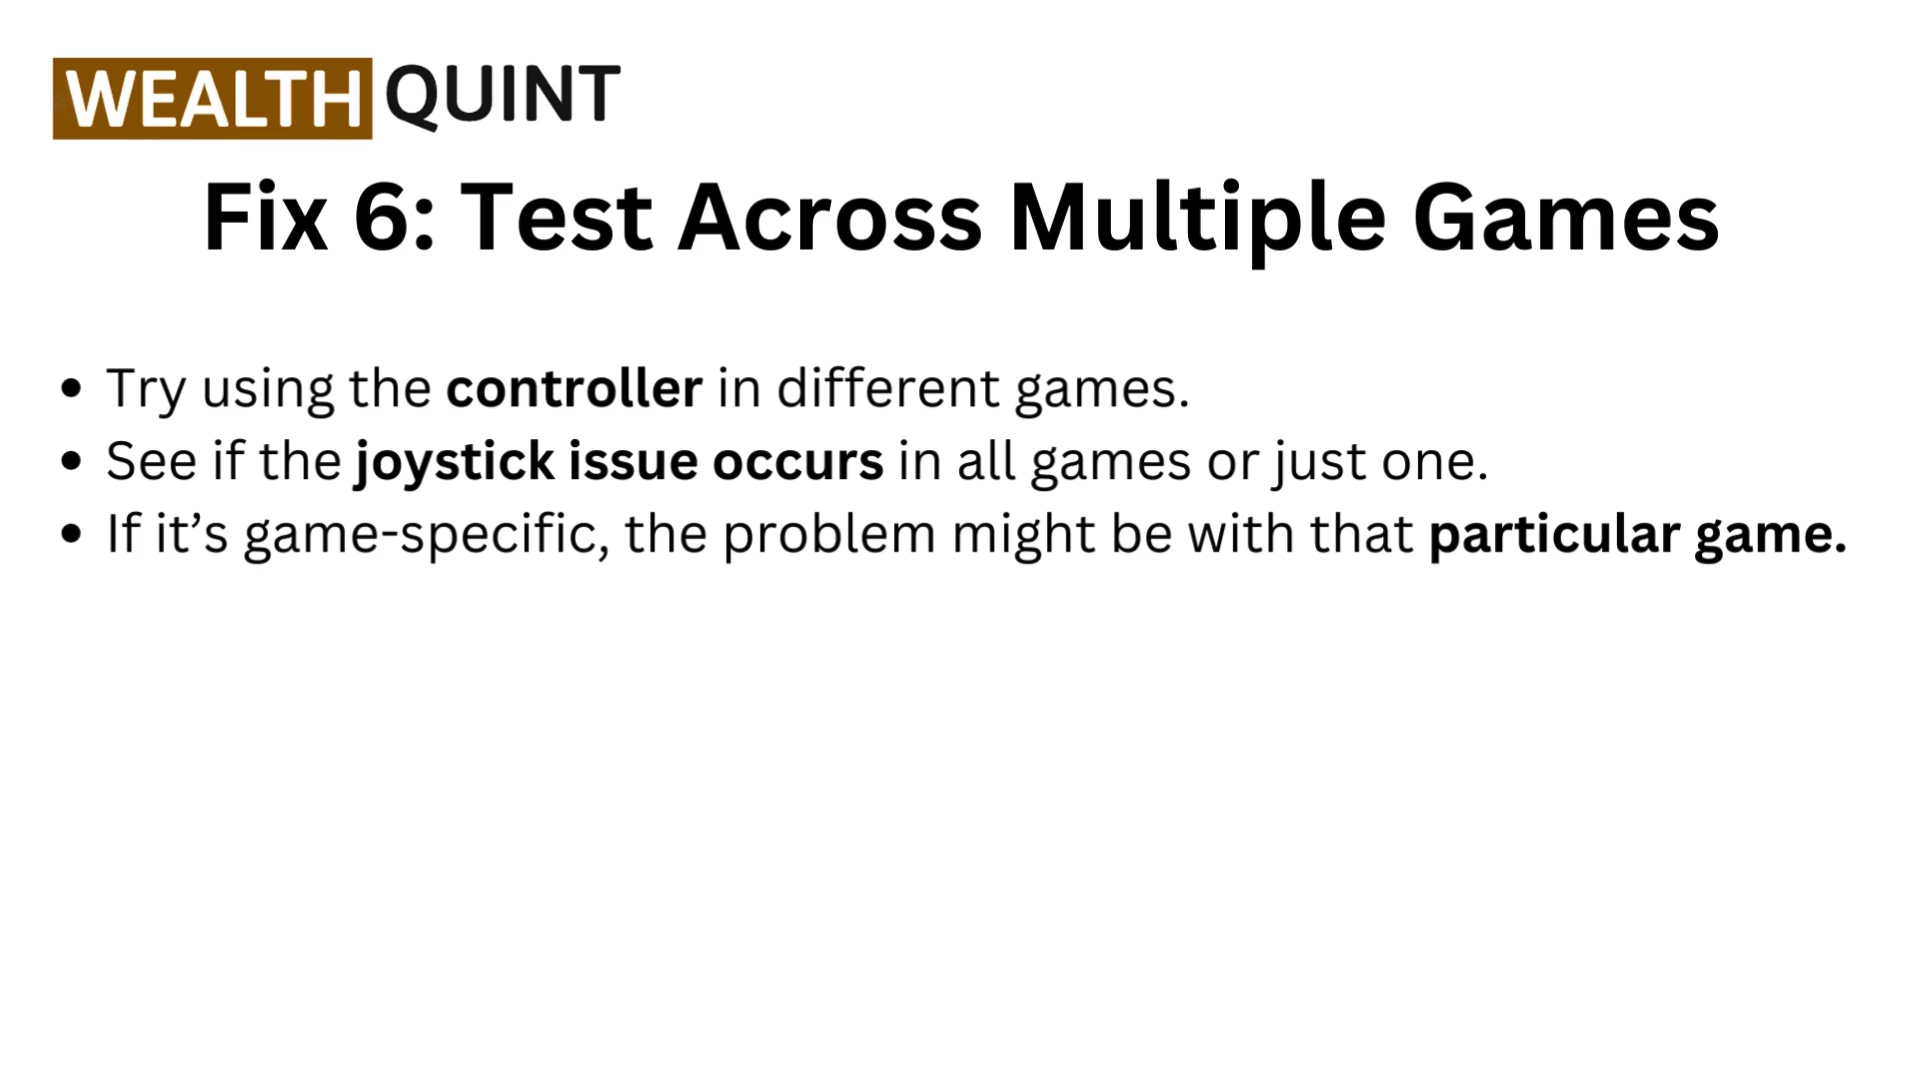 WEALTH QUINT
Fix 6: Test Across Multiple Games
• Try using the controller in different games.
• See if the joystick issue occurs in all games or just one.
• If it’s game-specific, the problem might be with that particular game.